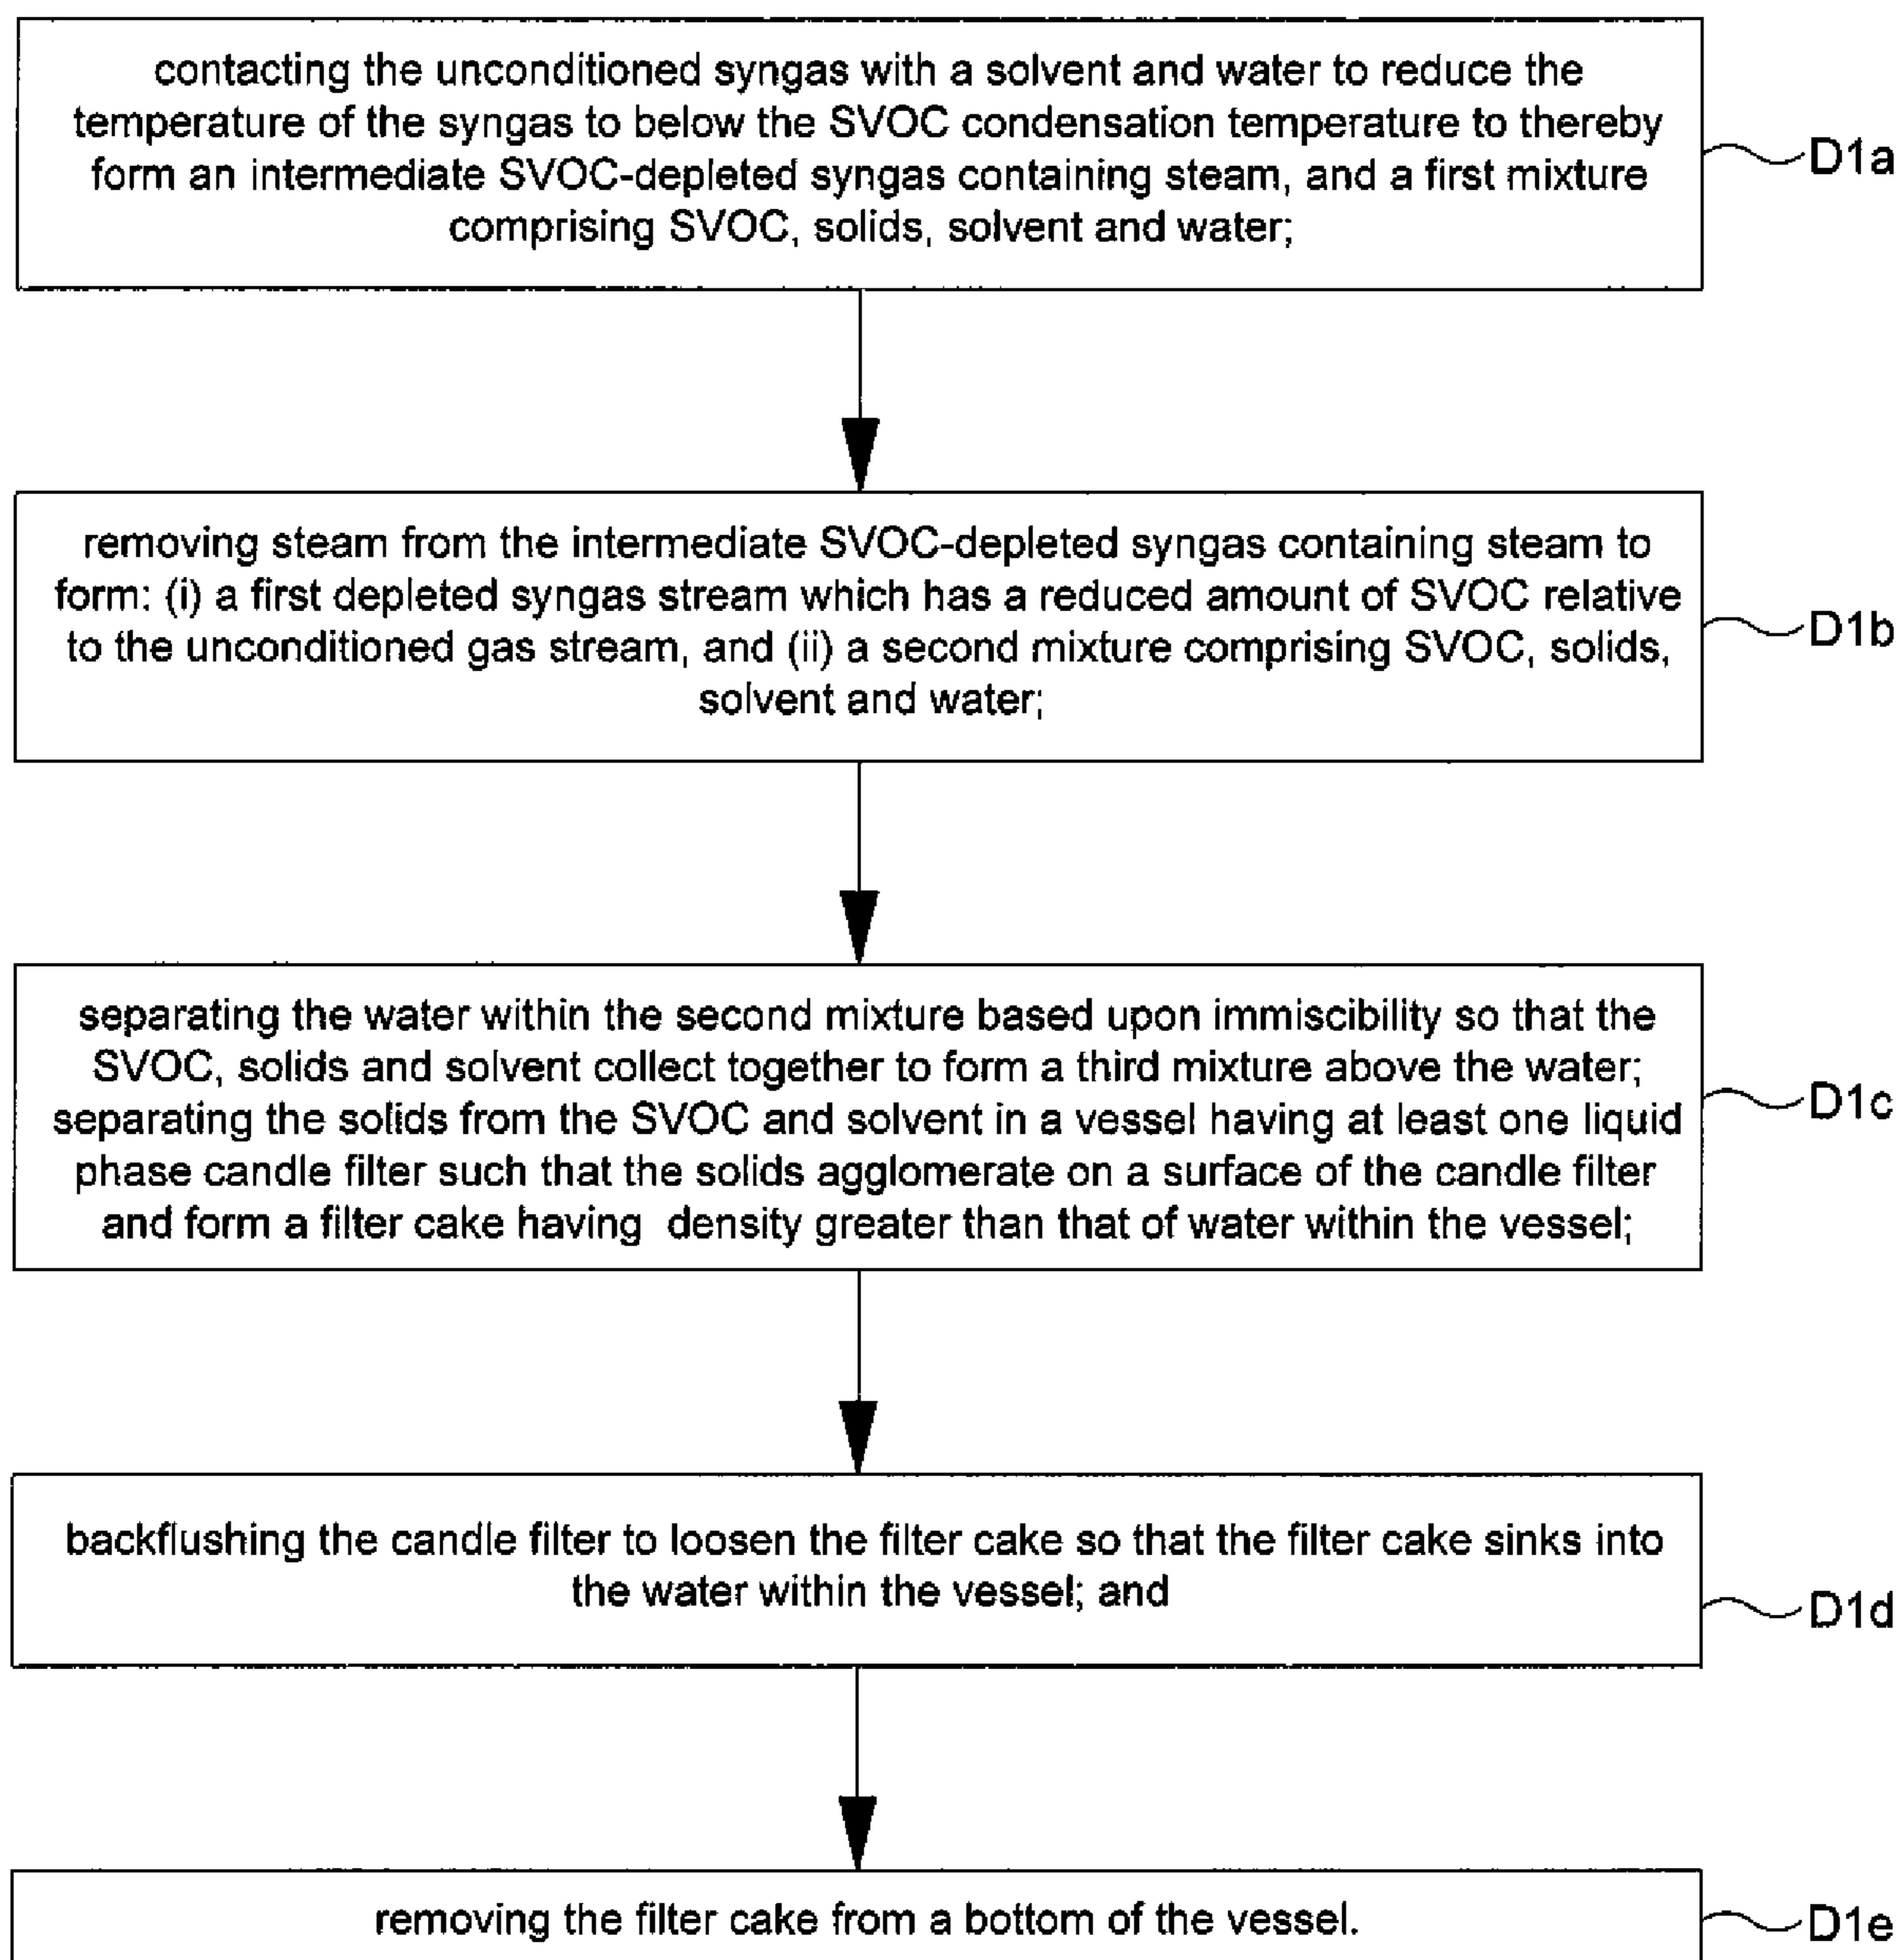 contacting the unconditioned syngas with a solvent and water to reduce the
temperature of the syngas to below the SVOC condensation temperature to thereby
form an intermediate SVOC-depleted syngas containing steam, and a first mixture
comprising SVOC, solids, solvent and water;
D1a
removing steam from the intermediate SVOC-depleted syngas containing steam to
form: (i) a first depleted syngas stream which has a reduced amount of SVOC relative
to the unconditioned gas stream, and (ii) a second mixture comprising SVOC, solids,
solvent and water;
D1b
separating the water within the second mixture based upon immiscibility so that the
SVOC, solids and solvent collect together to form a third mixture above the water;
separating the solids from the SVOC and solvent in a vessel having at least one liquid
phase candle filter such that the solids agglomerate on a surface of the candle filter
and form a filter cake having density greater than that of water within the vessel;
D1c
backflushing the candle filter to loosen the filter cake so that the filter cake sinks into
the water within the vessel; and
D1d
removing the filter cake from a bottom of the vessel.
D1e